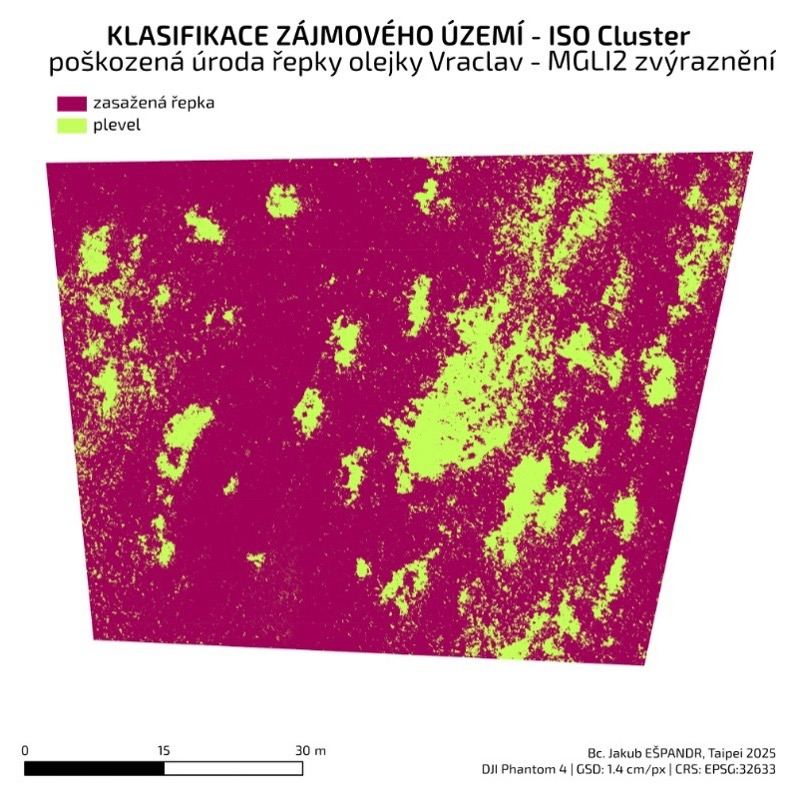 KLASIFIKACE ZÁJMOVÉHO ÚZEMÍ - ISO Cluster
poškozená úroda řepky olejky Vraclav - MGLI2 zvýraznění
zasažená řepka
plevel
0 15 30 m
Bc. Jakub EŠPANDR, Taipei 2025
DJI Phantom 4 | GSD: 1.4 cm/px | CRS: EPSG:32633